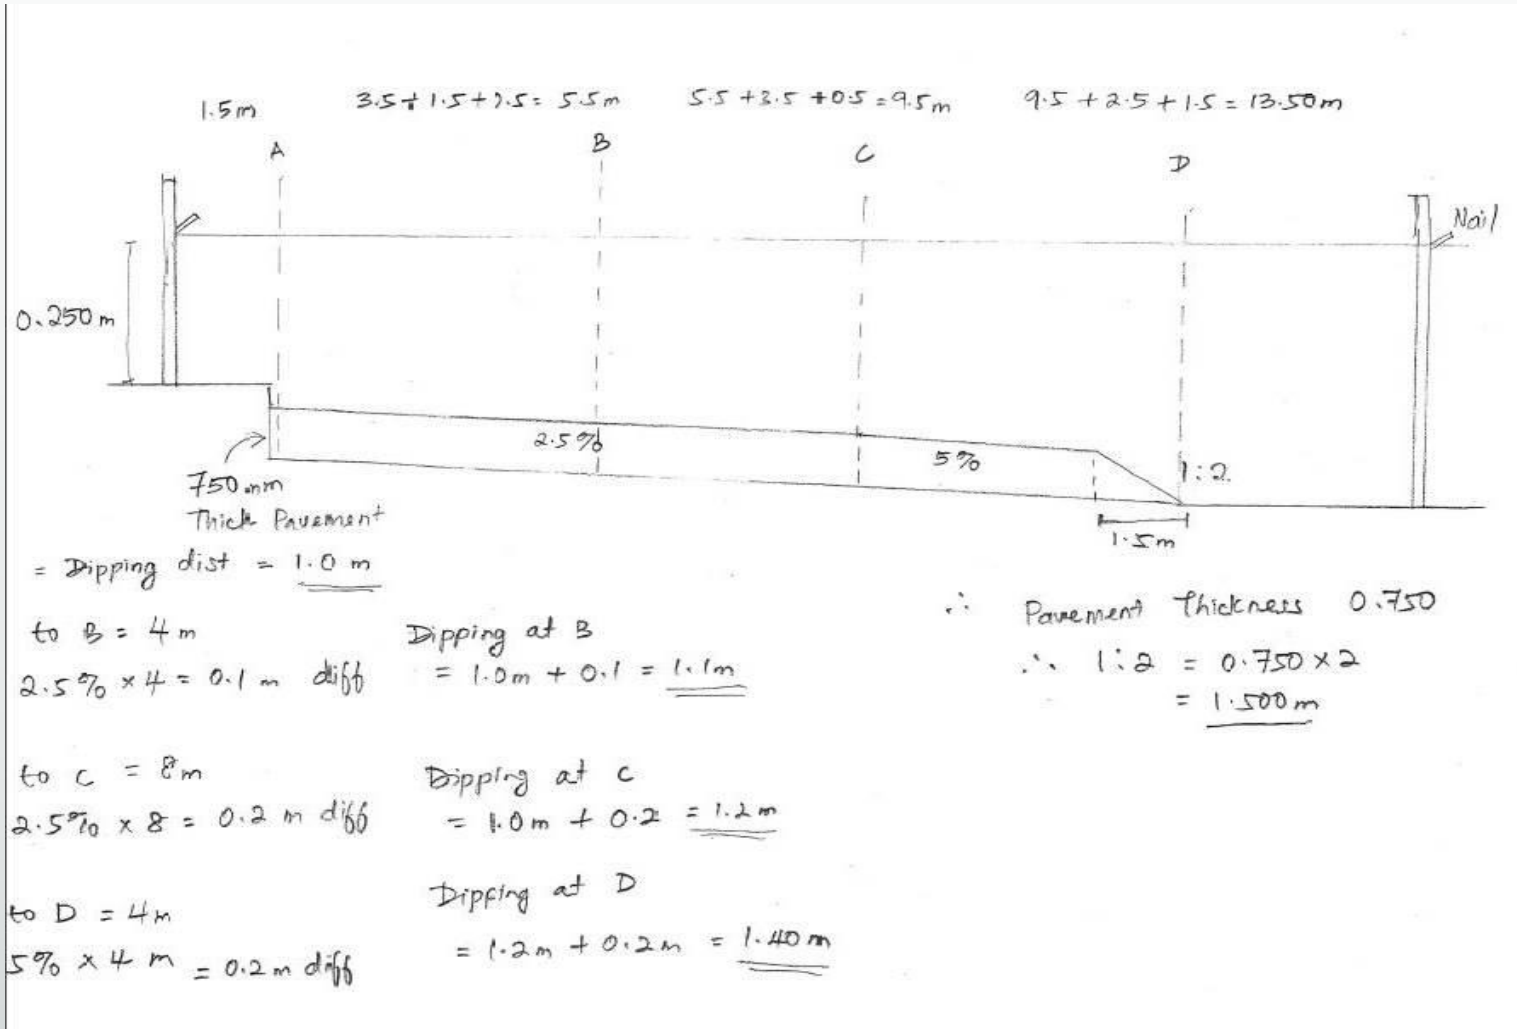 1.5m
3.5+1.5+0.5= 5.5m
5.5 +3.5 +0.5 = 9.5m
9.5 + 2.5 + 1.5 = 13.50m
A
B
C
D
Nail
0.250 m
2.5%
5%
1:2
750 mm
Thick Pavement
1.5m
= Dipping dist = 1.0 m
to B = 4 m
2.5% × 4 = 0.1 m diff
Dipping at B
= 1.0m + 0.1 = 1.1m
∴ Pavement Thickness 0.750
∴ 1:2 = 0.750 × 2
= 1.500 m
to C = 8m
2.5% × 8 = 0.2 m diff
Dipping at C
= 1.0m + 0.2 = 1.2m
to D = 4m
5% × 4 m = 0.2 m diff
Dipping at D
= 1.2m + 0.2m = 1.40 m